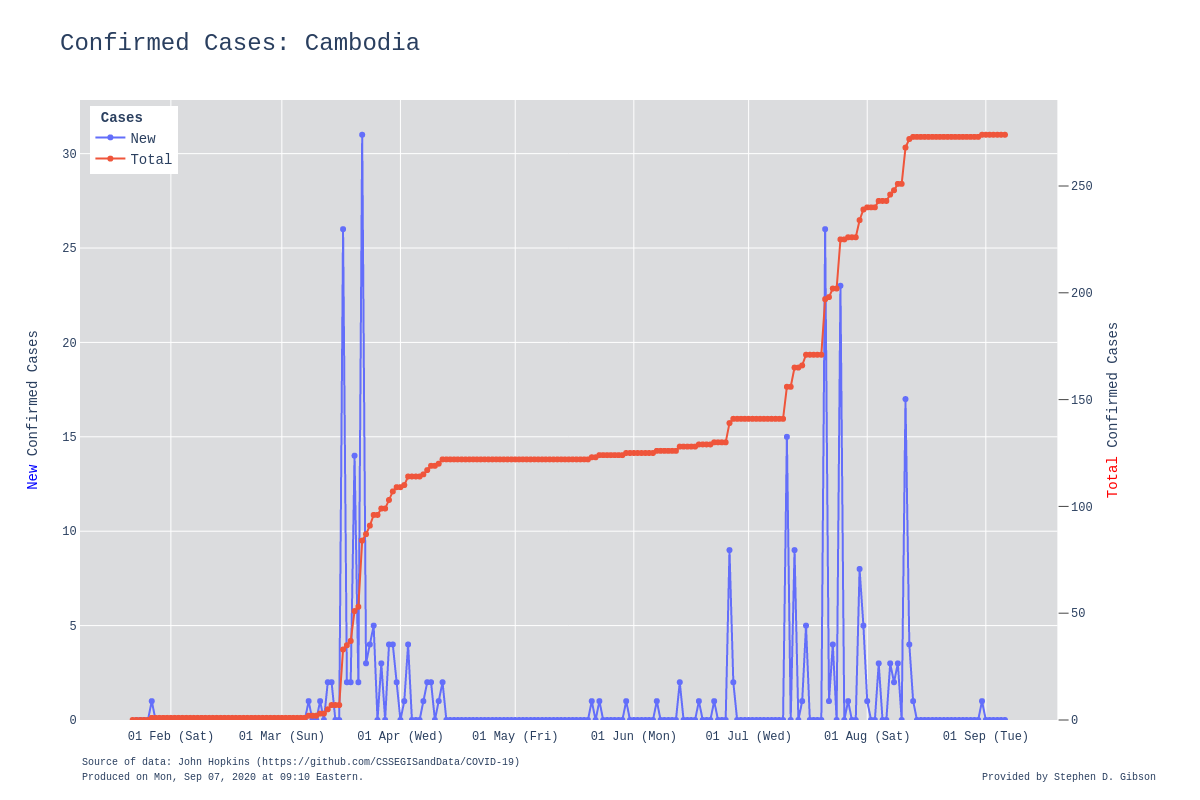 Confirmed Cases: Cambodia
Cases
New
Total
30
25
20
15
10
5
0
New Confirmed Cases
250
200
150
100
50
0
Total Confirmed Cases
01 Feb (Sat) 01 Mar (Sun) 01 Apr (Wed) 01 May (Fri) 01 Jun (Mon) 01 Jul (Wed) 01 Aug (Sat) 01 Sep (Tue)
Source of data: John Hopkins (https://github.com/CSSEGISandData/COVID-19)
Produced on Mon, Sep 07, 2020 at 09:10 Eastern.
Provided by Stephen D. Gibson